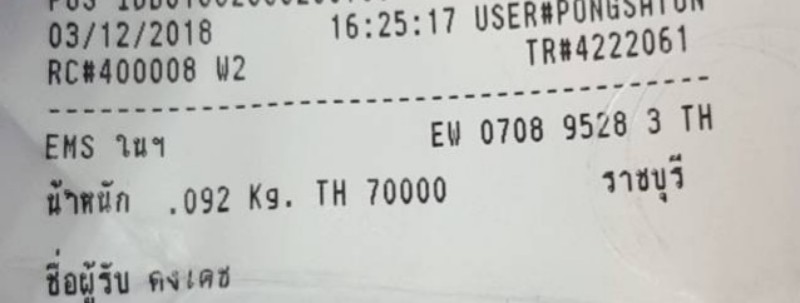 03/12/2018 16:25:17 USER#PONGSATON
RC#400008 W2 TR#4222061
EMS ในฯ EW 0708 9528 3 TH
น้ำหนัก .092 Kg. TH 70000 ราชบุรี
ชื่อผู้รับ คงเดช